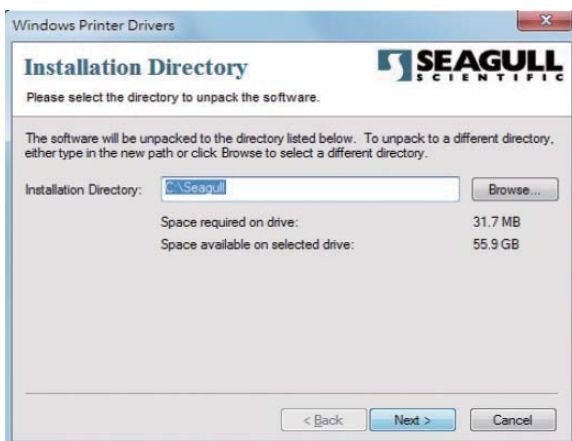 Windows Printer Drivers
Installation Directory
SEAGULL
SCIENTIFIC
Please select the directory to unpack the software.
The software will be unpacked to the directory listed below. To unpack to a different directory,
either type in the new path or click Browse to select a different directory.
Installation Directory: C:\Seagull Browse...
Space required on drive: 31.7 MB
Space available on selected drive: 55.9 GB
< Back Next > Cancel